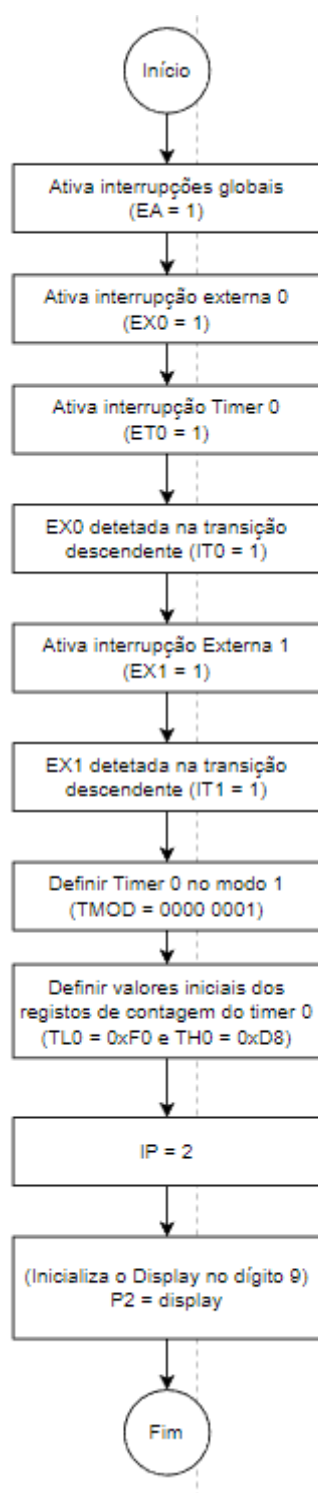 Início
Ativa interrupções globais
(EA = 1)
Ativa interrupção externa 0
(EX0 = 1)
Ativa interrupção Timer 0
(ET0 = 1)
EX0 detetada na transição
descendente (IT0 = 1)
Ativa interrupção Externa 1
(EX1 = 1)
EX1 detetada na transição
descendente (IT1 = 1)
Definir Timer 0 no modo 1
(TMOD = 0000 0001)
Definir valores iniciais dos
registos de contagem do timer 0
(TL0 = 0xF0 e TH0 = 0xD8)
IP = 2
(Inicializa o Display no dígito 9)
P2 = display
Fim